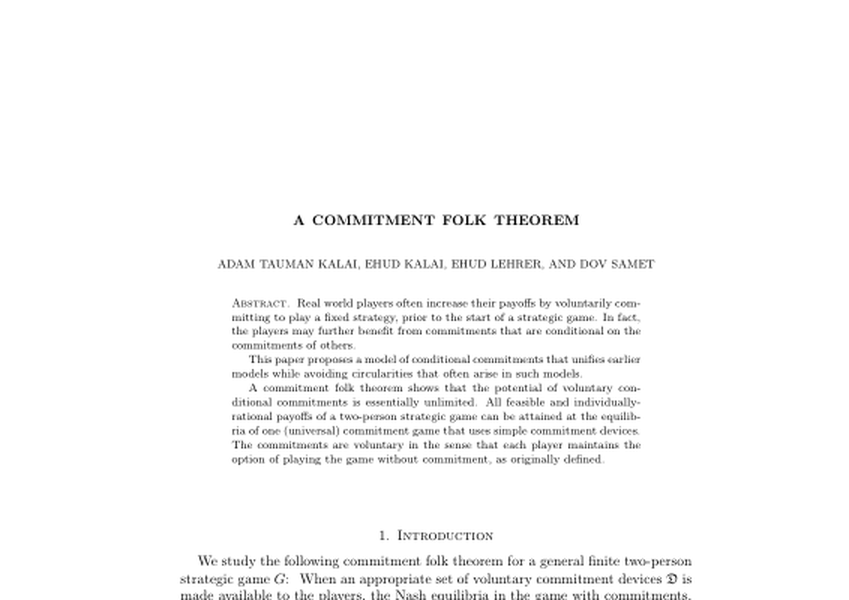 A COMMITMENT FOLK THEOREM
ADAM TAUMAN KALAI, EHUD KALAI, EHUD LEHRER, AND DOV SAMET
Abstract. Real world players often increase their payoffs by voluntarily com-
mitting to play a fixed strategy, prior to the start of a strategic game. In fact,
the players may further benefit from commitments that are conditional on the
commitments of others.
This paper proposes a model of conditional commitments that unifies earlier
models while avoiding circularities that often arise in such models.
A commitment folk theorem shows that the potential of voluntary con-
ditional commitments is essentially unlimited. All feasible and individually-
rational payoffs of a two-person strategic game can be attained at the equilib-
ria of one (universal) commitment game that uses simple commitment devices.
The commitments are voluntary in the sense that each player maintains the
option of playing the game without commitment, as originally defined.
1. Introduction
We study the following commitment folk theorem for a general finite two-person
strategic game G: When an appropriate set of voluntary commitment devices 𝔇 is
made available to the players, the Nash equilibria in the game with commitments,